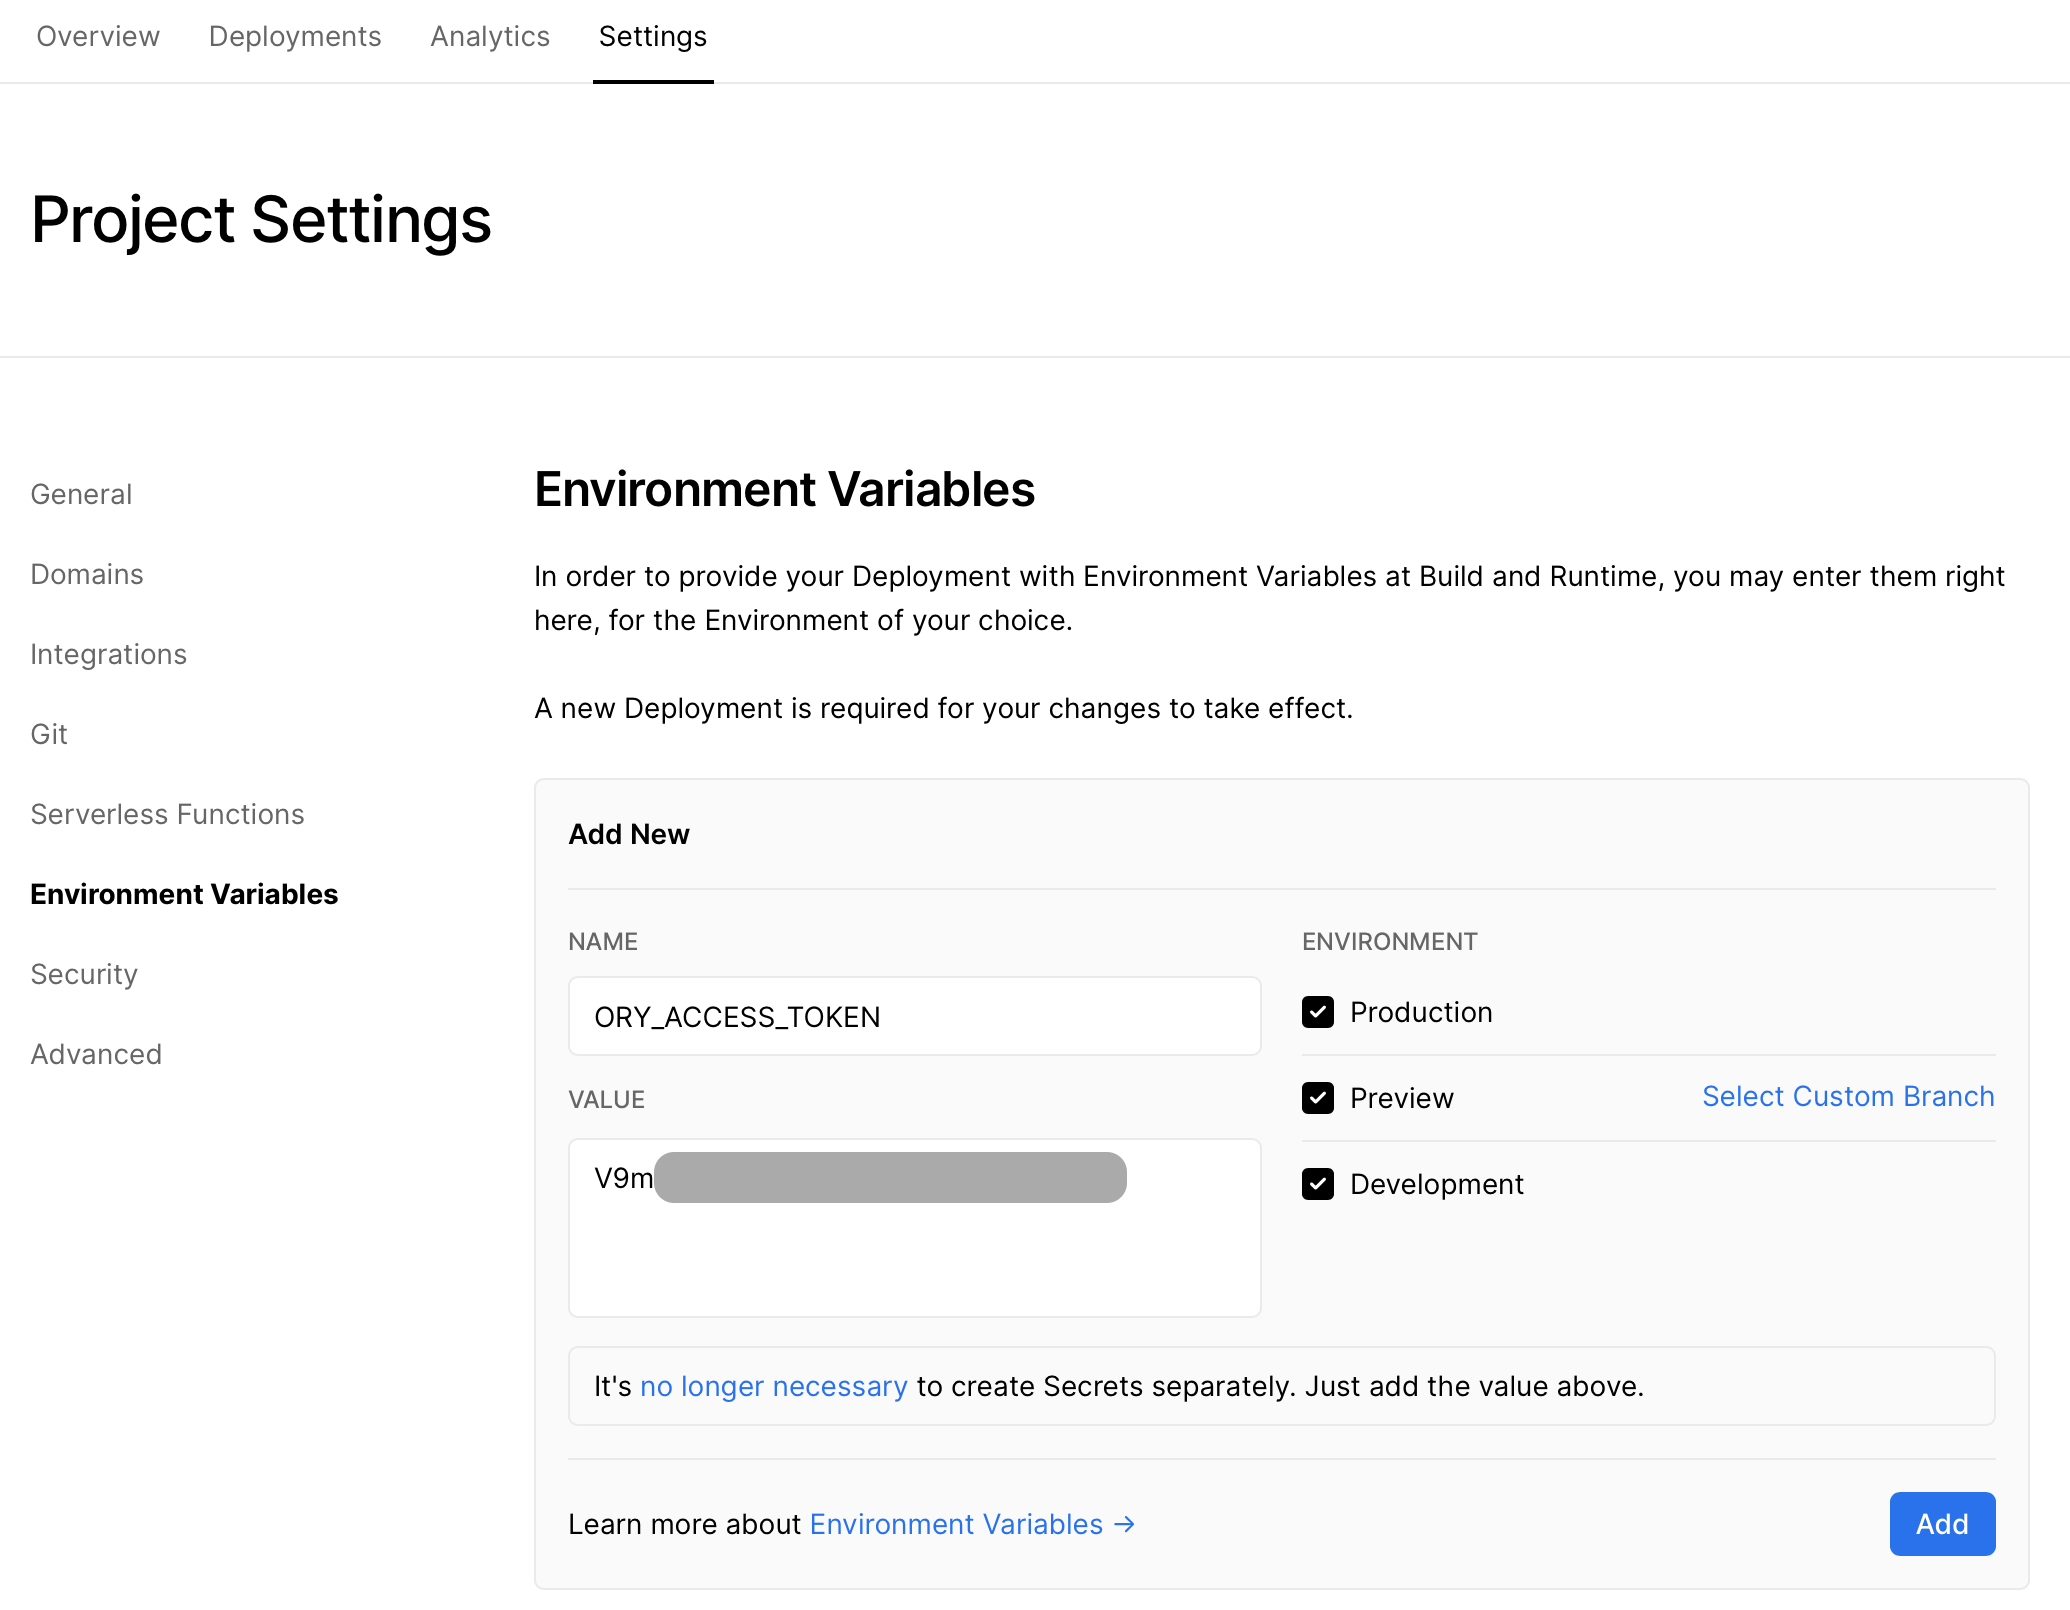 Overview Deployments Analytics Settings
Project Settings
General
Domains
Integrations
Git
Serverless Functions
Environment Variables
Security
Advanced
Environment Variables
In order to provide your Deployment with Environment Variables at Build and Runtime, you may enter them right
here, for the Environment of your choice.
A new Deployment is required for your changes to take effect.
Add New
NAME
ORY_ACCESS_TOKEN
VALUE
V9m
ENVIRONMENT
Production
Preview Select Custom Branch
Development
It's no longer necessary to create Secrets separately. Just add the value above.
Learn more about Environment Variables →
Add